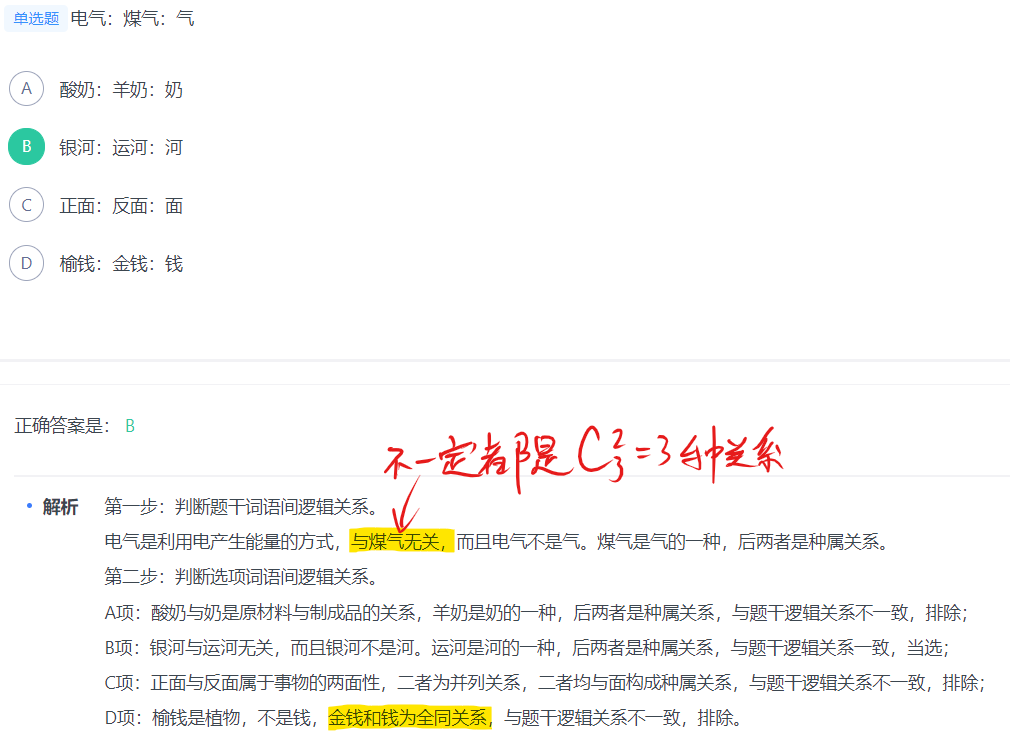 单选题 电气：煤气：气
A 酸奶：羊奶：奶
B 银河：运河：河
C 正面：反面：面
D 榆钱：金钱：钱
正确答案是： B
不一定都是 C²₃=3 种关系
• 解析 第一步：判断题干词语间逻辑关系。
电气是利用电产生能量的方式，与煤气无关，而且电气不是气。煤气是气的一种，后两者是种属关系。
第二步：判断选项词语间逻辑关系。
A项：酸奶与奶是原材料与制成品的关系，羊奶是奶的一种，后两者是种属关系，与题干逻辑关系不一致，排除；
B项：银河与运河无关，而且银河不是河。运河是河的一种，后两者是种属关系，与题干逻辑关系一致，当选；
C项：正面与反面属于事物的两面性，二者为并列关系，二者均与面构成种属关系，与题干逻辑关系不一致，排除；
D项：榆钱是植物，不是钱，金钱和钱为全同关系，与题干逻辑关系不一致，排除。